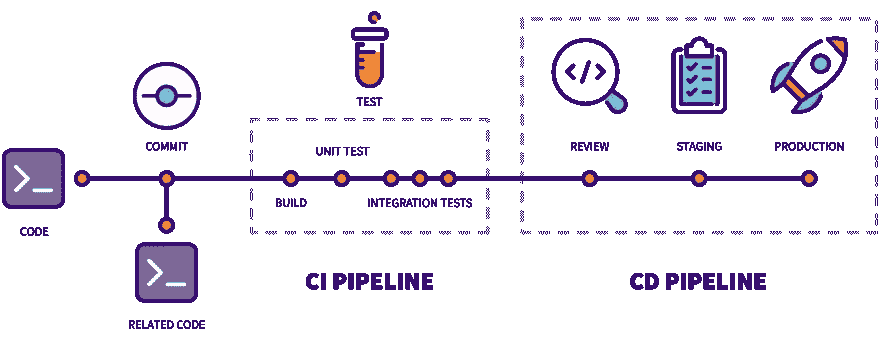 TEST
COMMIT
UNIT TEST
REVIEW
STAGING
PRODUCTION
CODE
BUILD
INTEGRATION TESTS
CI PIPELINE
CD PIPELINE
RELATED CODE